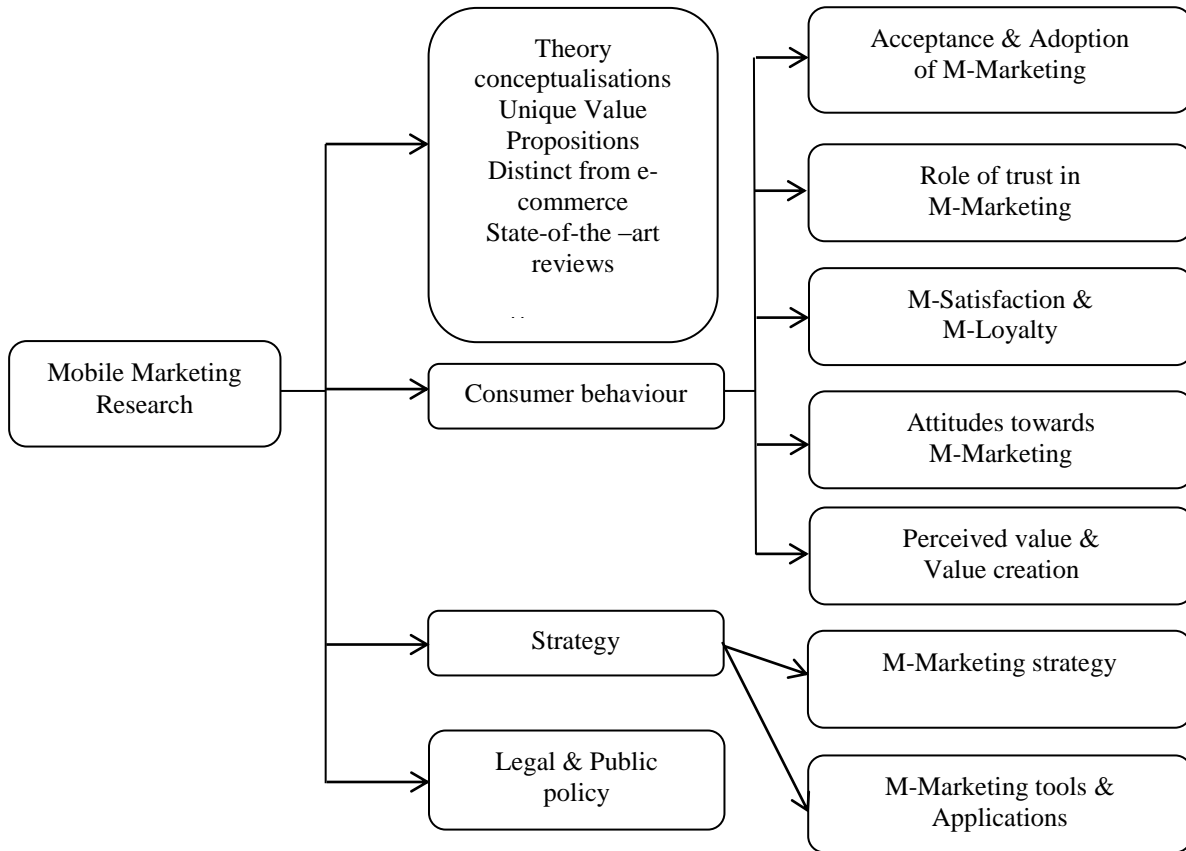 Mobile Marketing
Research
Theory
conceptualisations
Unique Value
Propositions
Distinct from e-
commerce
State-of-the –art
reviews
Consumer behaviour
Strategy
Legal & Public
policy
Acceptance & Adoption
of M-Marketing
Role of trust in
M-Marketing
M-Satisfaction &
M-Loyalty
Attitudes towards
M-Marketing
Perceived value &
Value creation
M-Marketing strategy
M-Marketing tools &
Applications